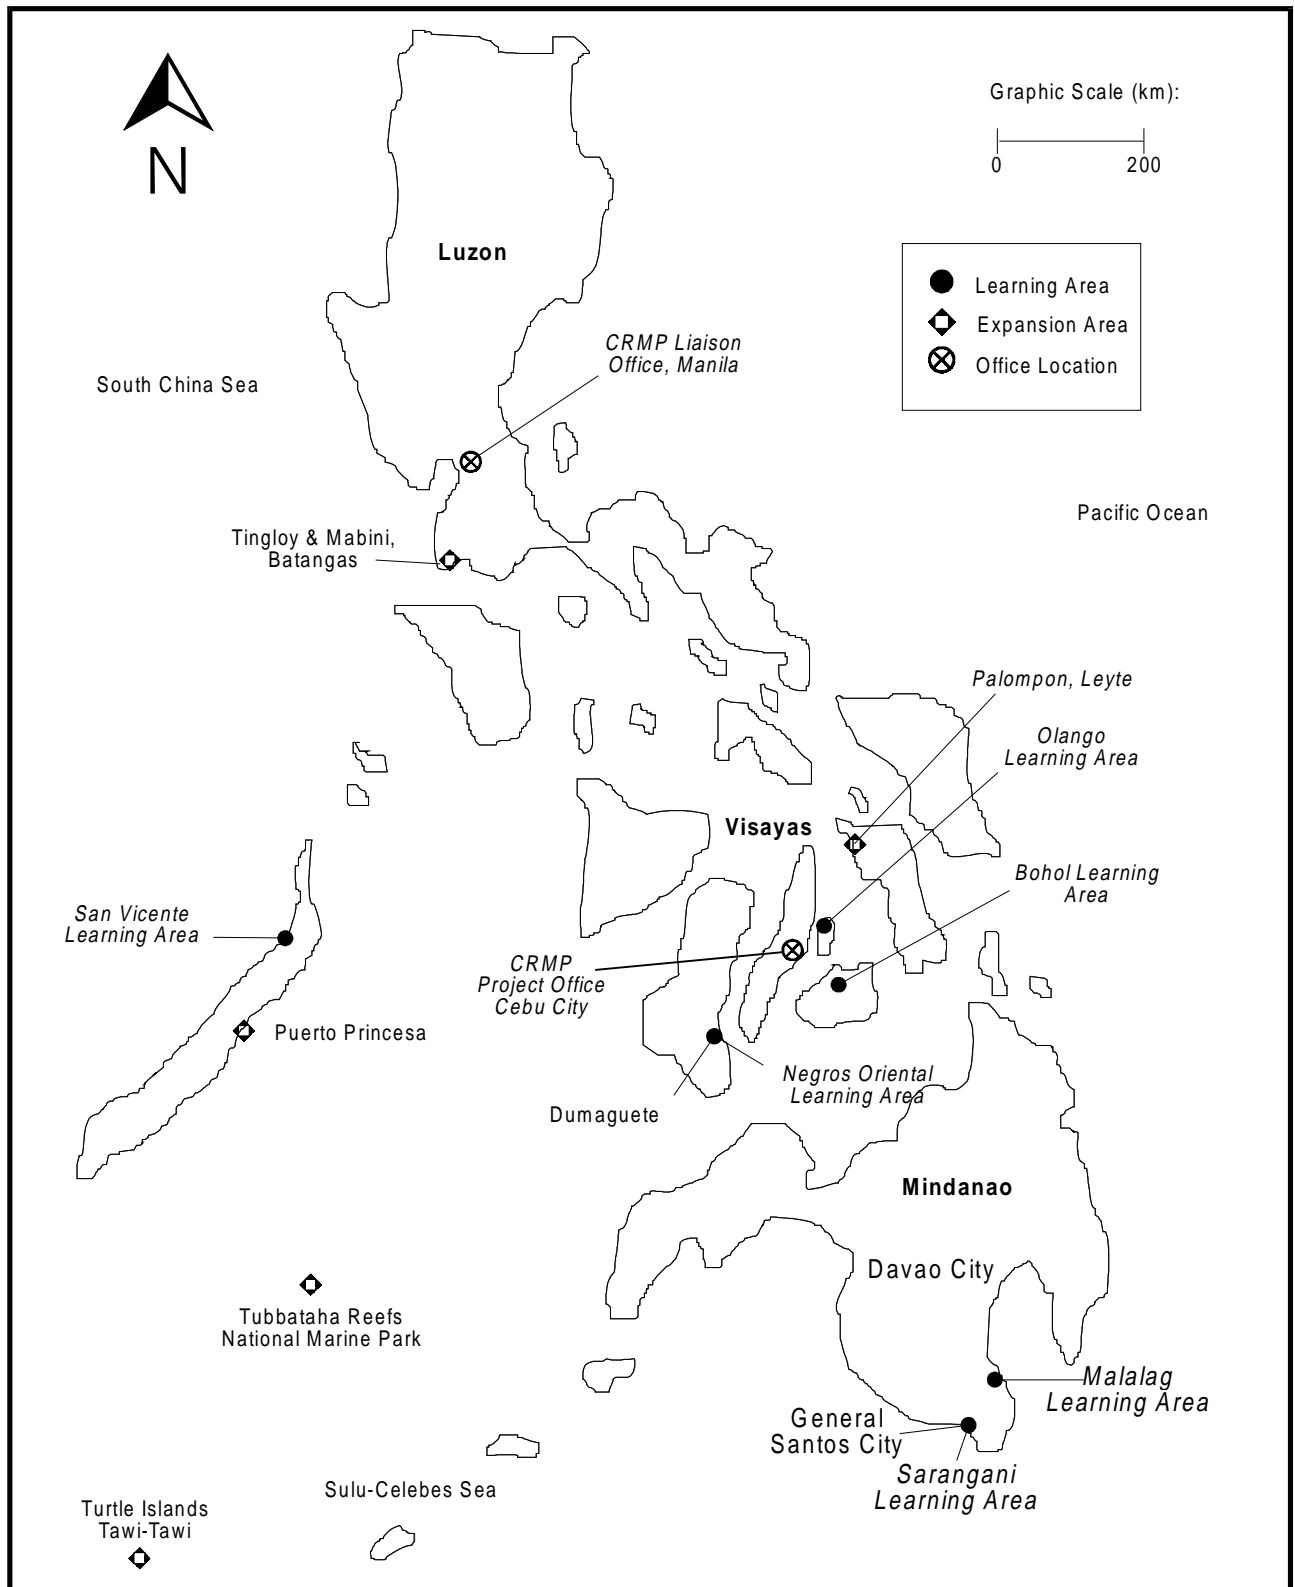 N
Graphic Scale (km):
0
200
Luzon
Learning Area
Expansion Area
Office Location
CRMP Liaison
Office, Manila
South China Sea
Pacific Ocean
Tingloy & Mabini,
Batangas
Palompon, Leyte
Olango
Learning Area
Visayas
Bohol Learning
Area
San Vicente
Learning Area
CRMP
Project Office
Cebu City
Puerto Princesa
Negros Oriental
Learning Area
Dumaguete
Mindanao
Davao City
Tubbataha Reefs
National Marine Park
Malalag
Learning Area
General
Santos City
Sarangani
Learning Area
Sulu-Celebes Sea
Turtle Islands
Tawi-Tawi